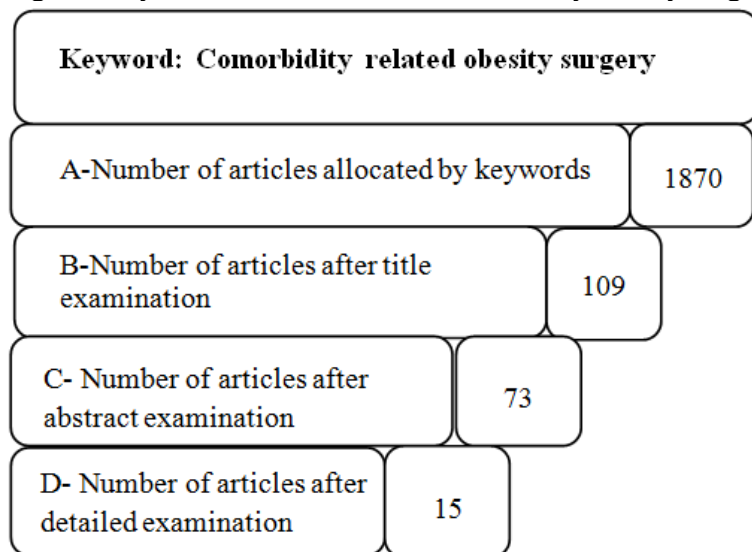 Keyword: Comorbidity related obesity surgery
A-Number of articles allocated by keywords
1870
B-Number of articles after title
examination
109
C- Number of articles after
abstract examination
73
D- Number of articles after
detailed examination
15